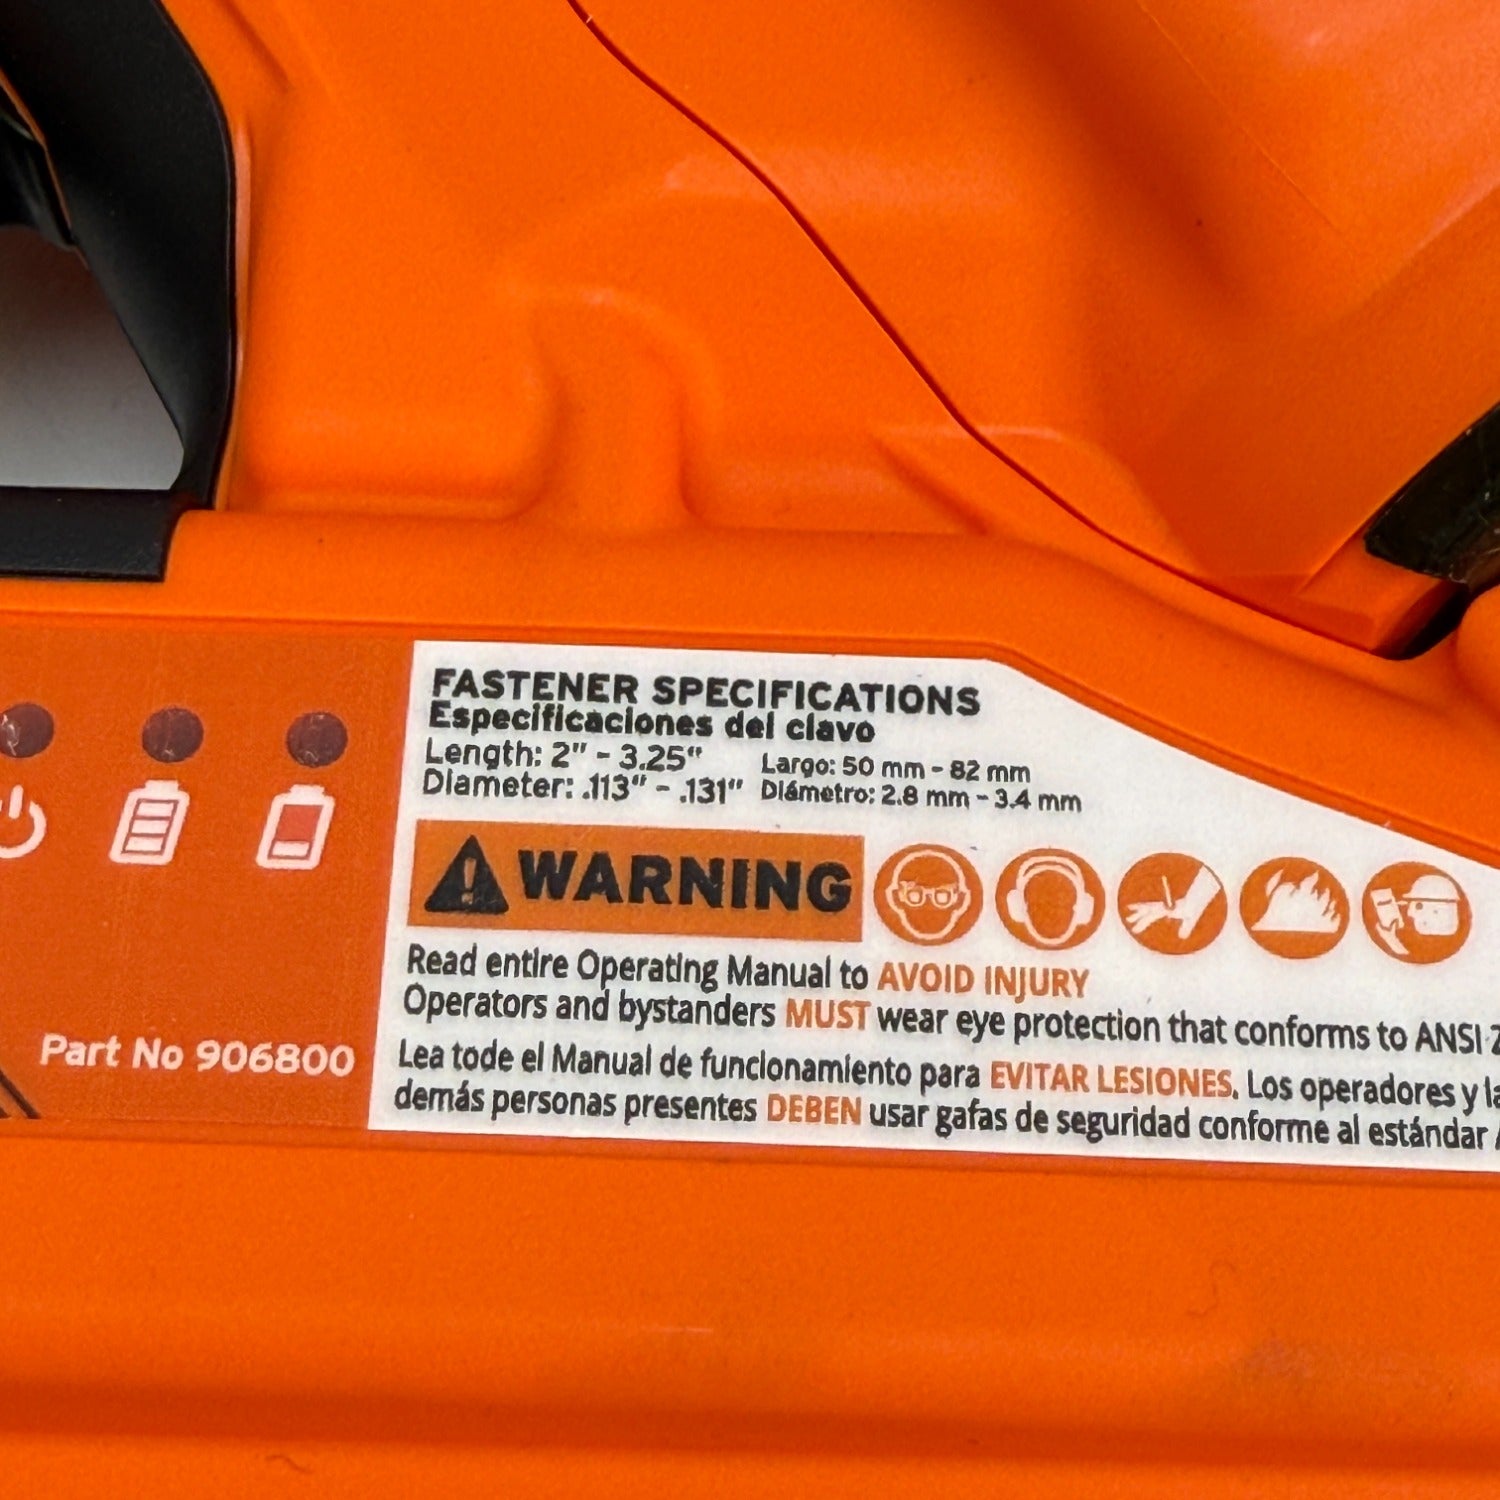 FASTENER SPECIFICATIONS
Especificaciones del clavo
Length: 2" - 3.25"
Diameter: .113" - .131"
Largo: 50 mm - 82 mm
Diámetro: 2.8 mm - 3.4 mm
WARNING
Read entire Operating Manual to AVOID INJURY
Operators and bystanders MUST wear eye protection that conforms to ANSI Z
Lea tode el Manual de funcionamiento para EVITAR LESIONES. Los operadores y la
demás personas presentes DEBEN usar gafas de seguridad conforme al estándar A
Part No 906800